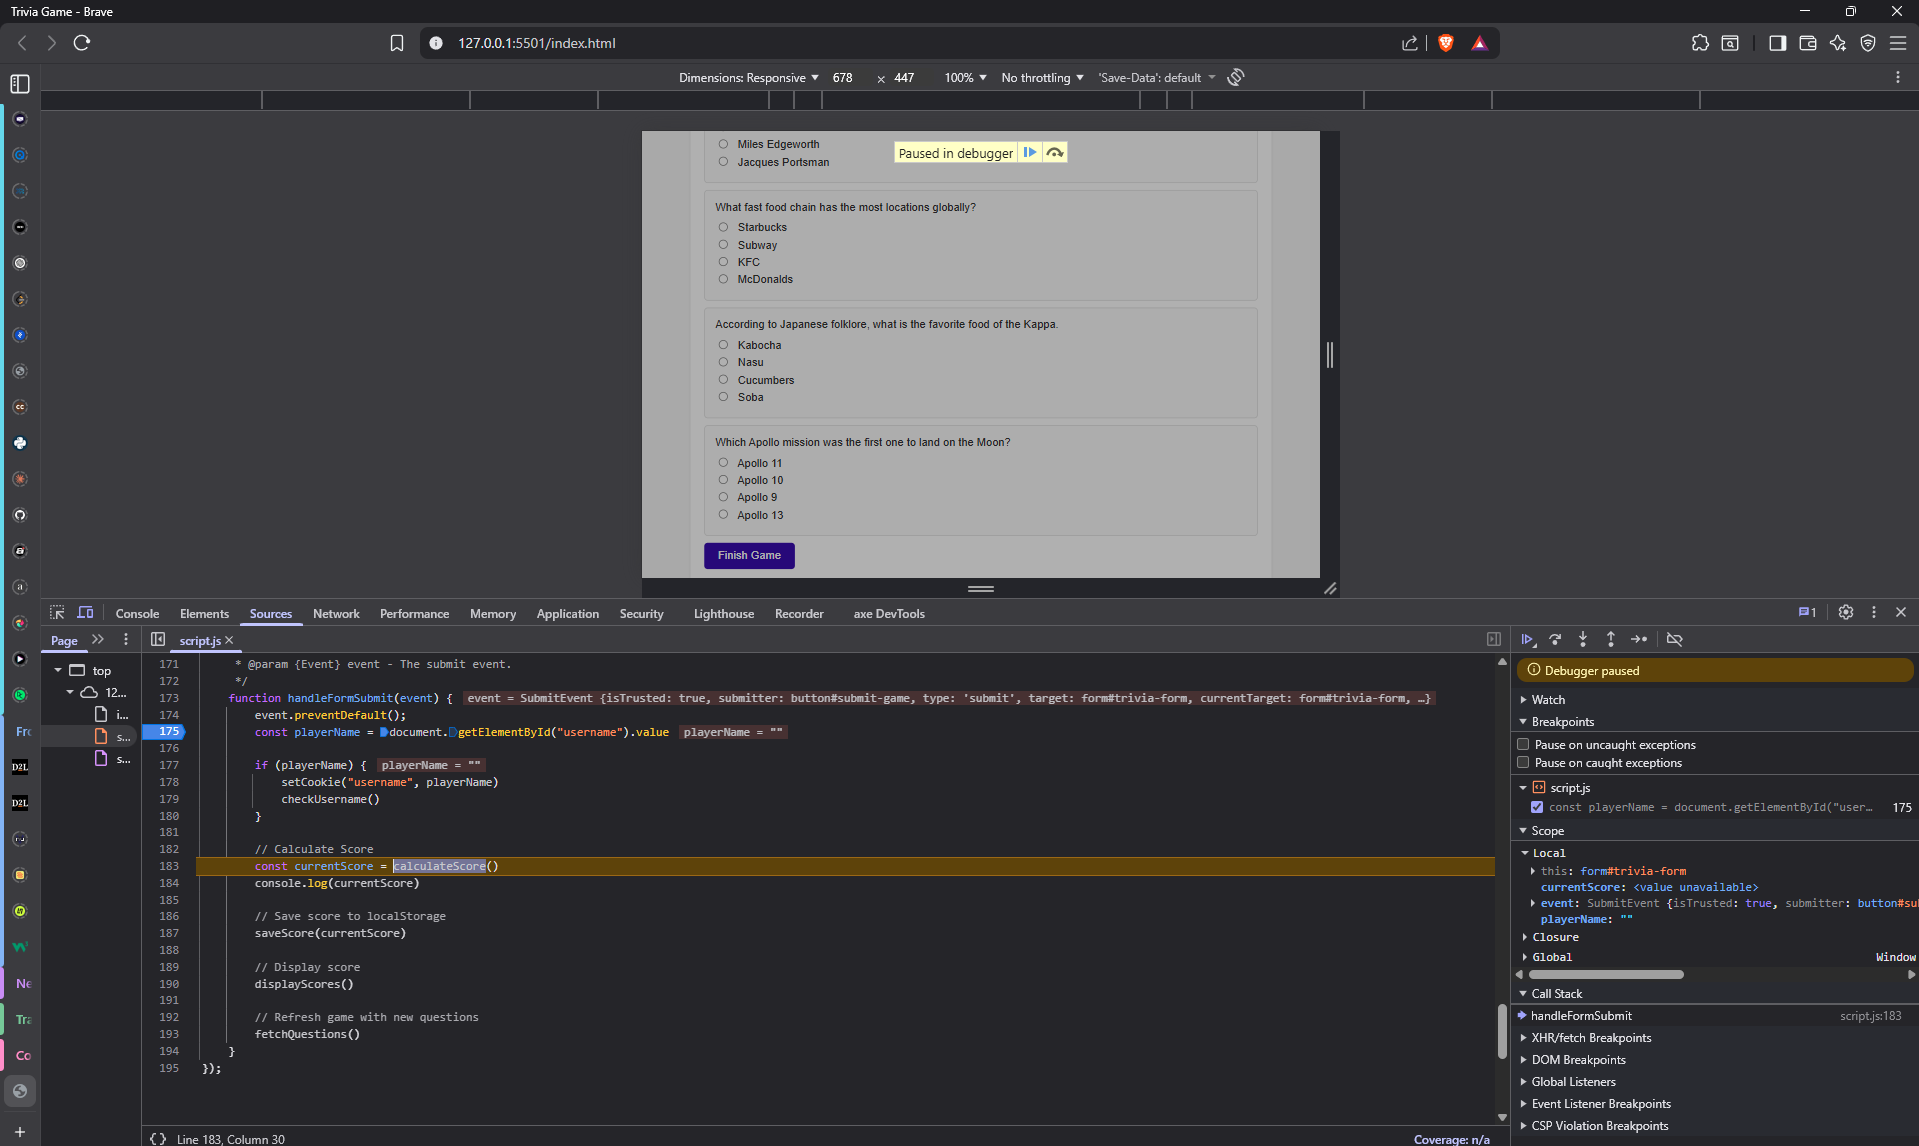 Trivia Game - Brave
127.0.0.1:5501/index.html
Dimensions: Responsive 678 × 447 100% No throttling 'Save-Data': default
Miles Edgeworth
Jacques Portsman
Paused in debugger
What fast food chain has the most locations globally?
Starbucks
Subway
KFC
McDonalds
According to Japanese folklore, what is the favorite food of the Kappa.
Kabocha
Nasu
Cucumbers
Soba
Which Apollo mission was the first one to land on the Moon?
Apollo 11
Apollo 10
Apollo 9
Apollo 13
Finish Game
Console Elements Sources Network Performance Memory Application Security Lighthouse Recorder axe DevTools 1
Page script.js
top
12...
i...
s...
s...
171 * @param {Event} event - The submit event.
172 */
173 function handleFormSubmit(event) { event = SubmitEvent {isTrusted: true, submitter: button#submit-game, type: 'submit', target: form#trivia-form, currentTarget: form#trivia-form, …}
174 event.preventDefault();
175 const playerName = document.getElementById("username").value playerName = ""
176
177 if (playerName) { playerName = ""
178 setCookie("username", playerName)
179 checkUsername()
180 }
181
182 // Calculate Score
183 const currentScore = calculateScore()
184 console.log(currentScore)
185
186 // Save score to localStorage
187 saveScore(currentScore)
188
189 // Display score
190 displayScores()
191
192 // Refresh game with new questions
193 fetchQuestions()
194 }
195 });
{} Line 183, Column 30 Coverage: n/a
Debugger paused
Watch
Breakpoints
Pause on uncaught exceptions
Pause on caught exceptions
script.js
const playerName = document.getElementById("user... 175
Scope
Local
this: form#trivia-form
currentScore: <value unavailable>
event: SubmitEvent {isTrusted: true, submitter: button#su
playerName: ""
Closure
Global Window
Call Stack
handleFormSubmit script.js:183
XHR/fetch Breakpoints
DOM Breakpoints
Global Listeners
Event Listener Breakpoints
CSP Violation Breakpoints
cc
a
Fr
D2L
D2L
Ne
Tra
Co